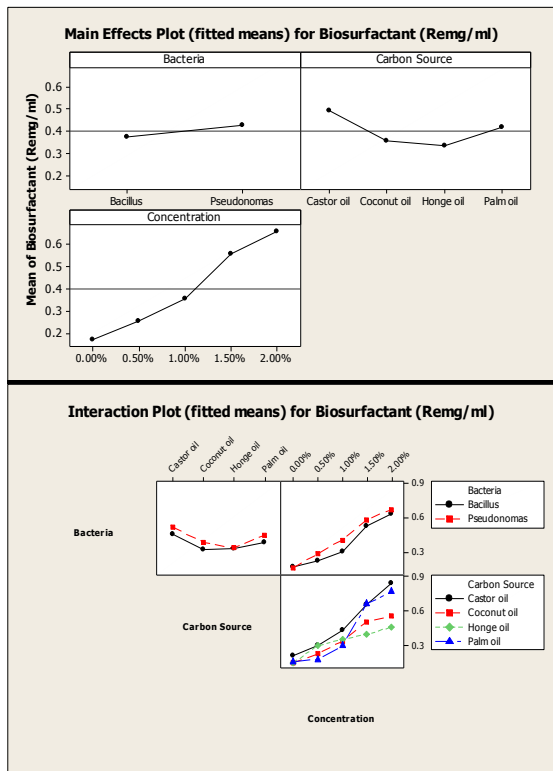 Main Effects Plot (fitted means) for Biosurfactant (Remg/ml)
Mean of Biosurfactant (Remg/ml)
Bacteria
Carbon Source
0.6
0.5
0.4
0.3
0.2
Bacillus
Pseudonomas
Castor oil
Coconut oil
Honge oil
Palm oil
Concentration
0.6
0.5
0.4
0.3
0.2
0.00%
0.50%
1.00%
1.50%
2.00%
Interaction Plot (fitted means) for Biosurfactant (Remg/ml)
Castor oil
Coconut oil
Honge oil
Palm oil
0.00%
0.50%
1.00%
1.50%
2.00%
Bacteria
0.9
0.6
0.3
Bacteria
Bacillus
Pseudonomas
Carbon Source
0.9
0.6
0.3
Carbon Source
Castor oil
Coconut oil
Honge oil
Palm oil
Concentration